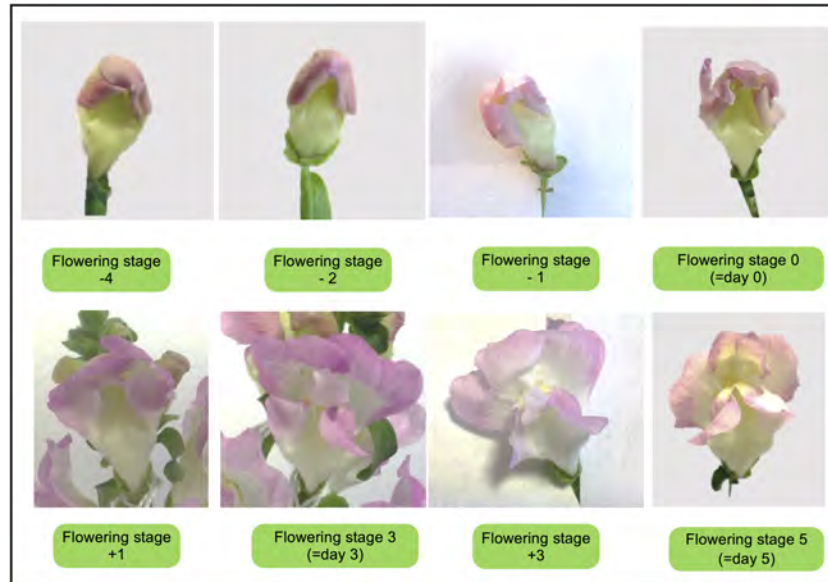 Flowering stage
-4
Flowering stage
- 2
Flowering stage
- 1
Flowering stage 0
(=day 0)
Flowering stage
+1
Flowering stage 3
(=day 3)
Flowering stage
+3
Flowering stage 5
(=day 5)